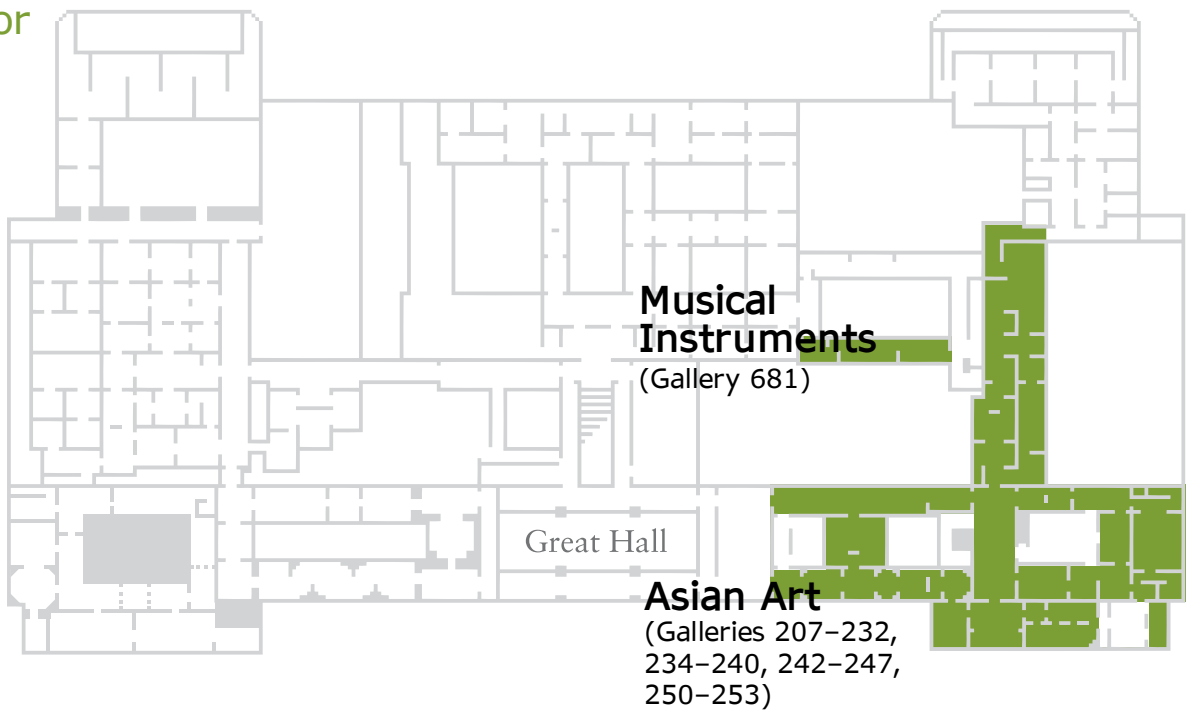 or
Musical
Instruments
(Gallery 681)
Great Hall
Asian Art
(Galleries 207–232,
234–240, 242–247,
250–253)